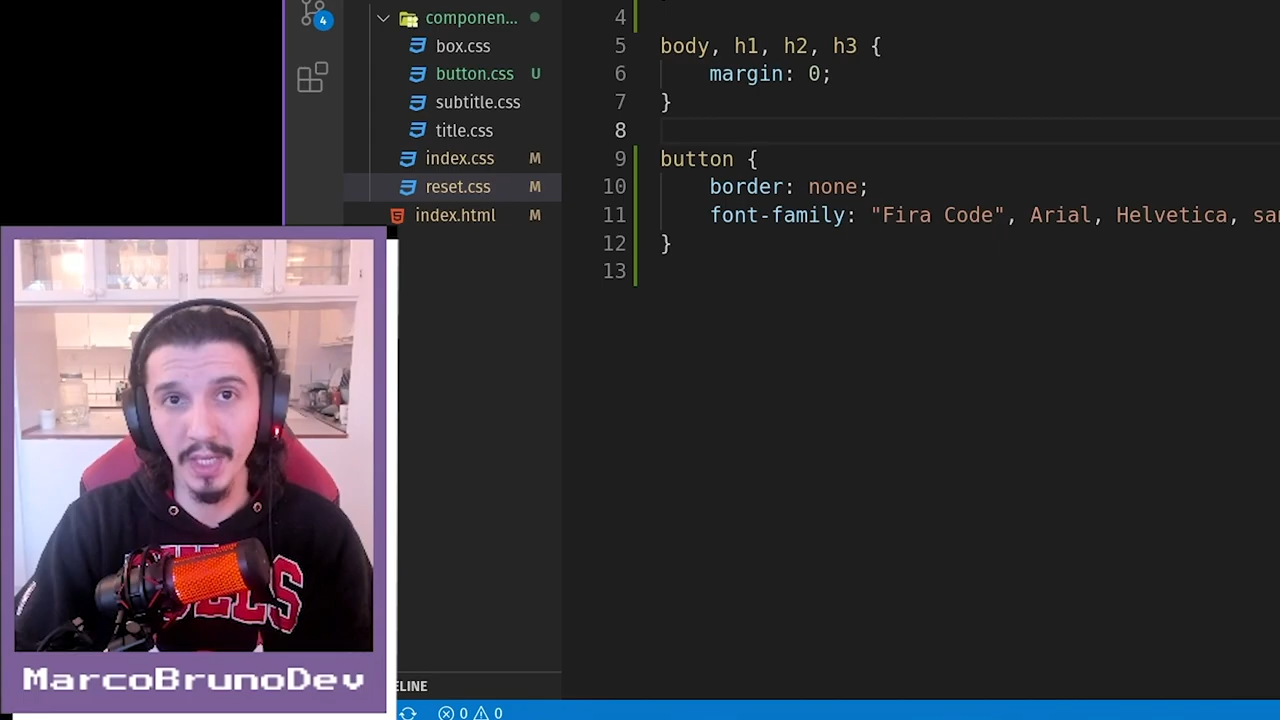 4
componen...
box.css
button.css U
subtitle.css
title.css
index.css M
reset.css M
index.html M
4
5 body, h1, h2, h3 {
6 margin: 0;
7 }
8
9 button {
10 border: none;
11 font-family: "Fira Code", Arial, Helvetica, sa
12 }
13
MarcoBrunoDev
ELINE
0 0